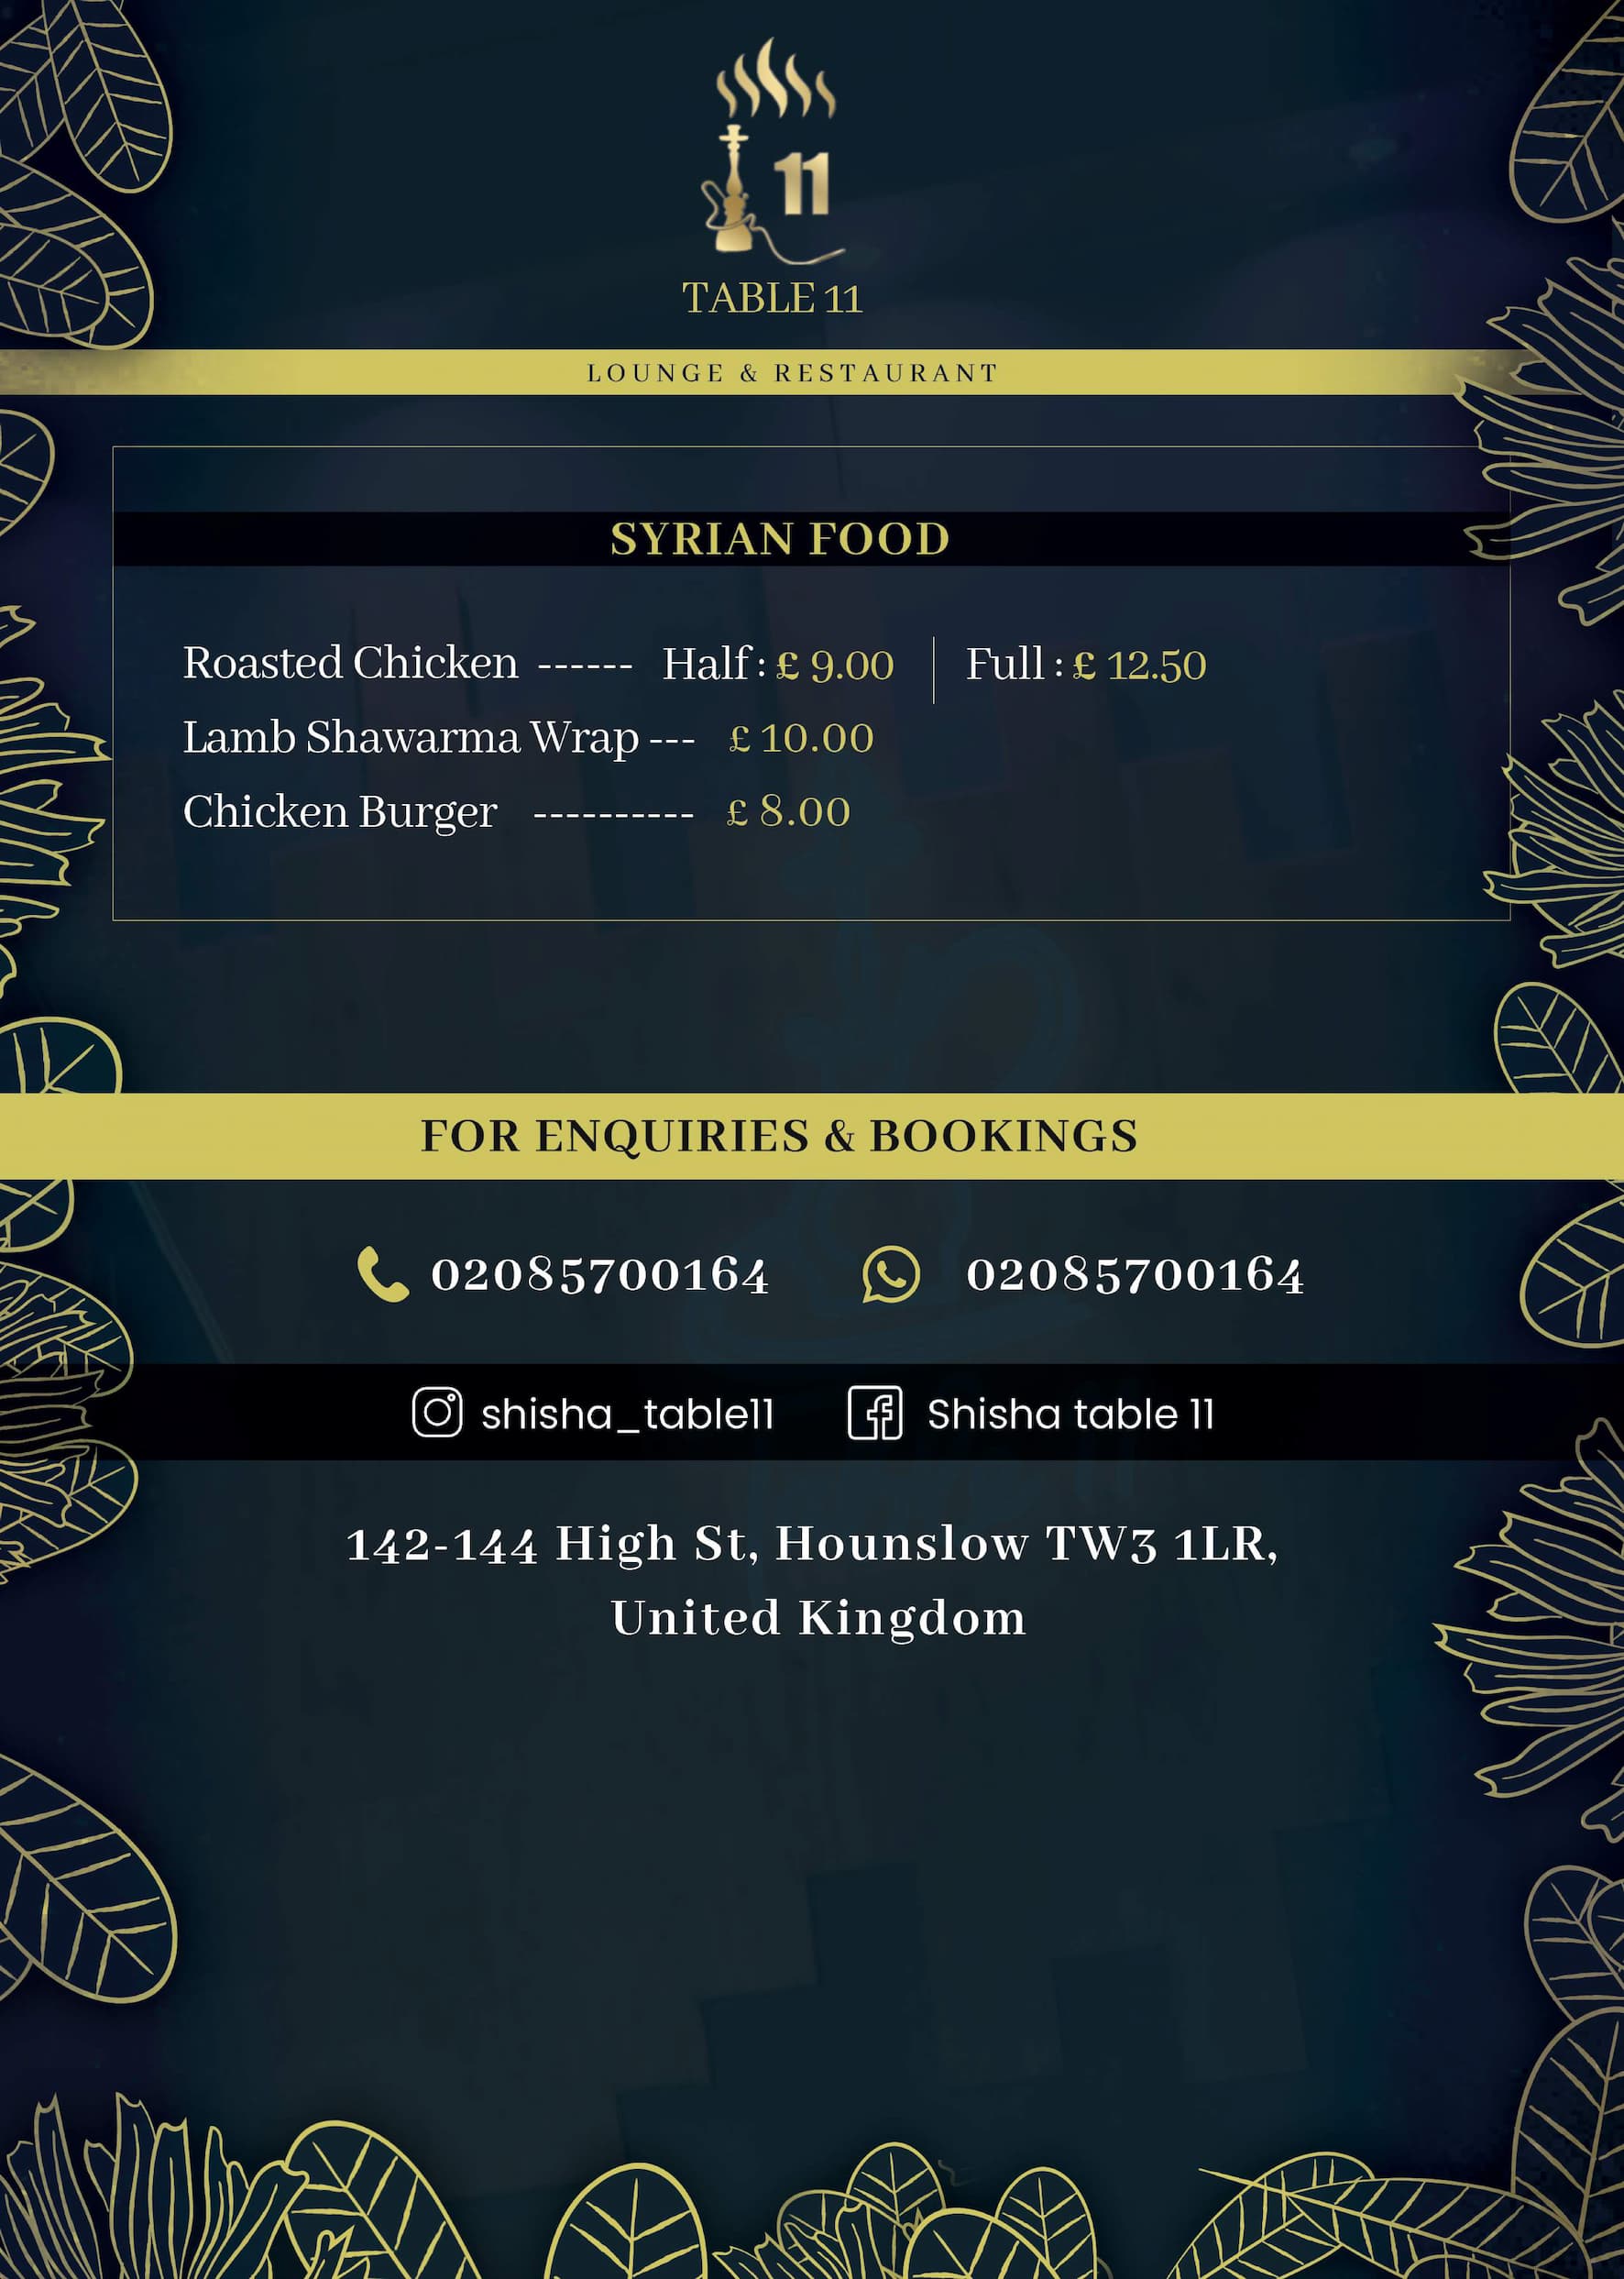 11
TABLE 11
LOUNGE & RESTAURANT
SYRIAN FOOD
Roasted Chicken ------ Half : £ 9.00 | Full : £ 12.50
Lamb Shawarma Wrap --- £ 10.00
Chicken Burger ---------- £ 8.00
FOR ENQUIRIES & BOOKINGS
02085700164 02085700164
shisha_table11 Shisha table 11
142-144 High St, Hounslow TW3 1LR,
United Kingdom